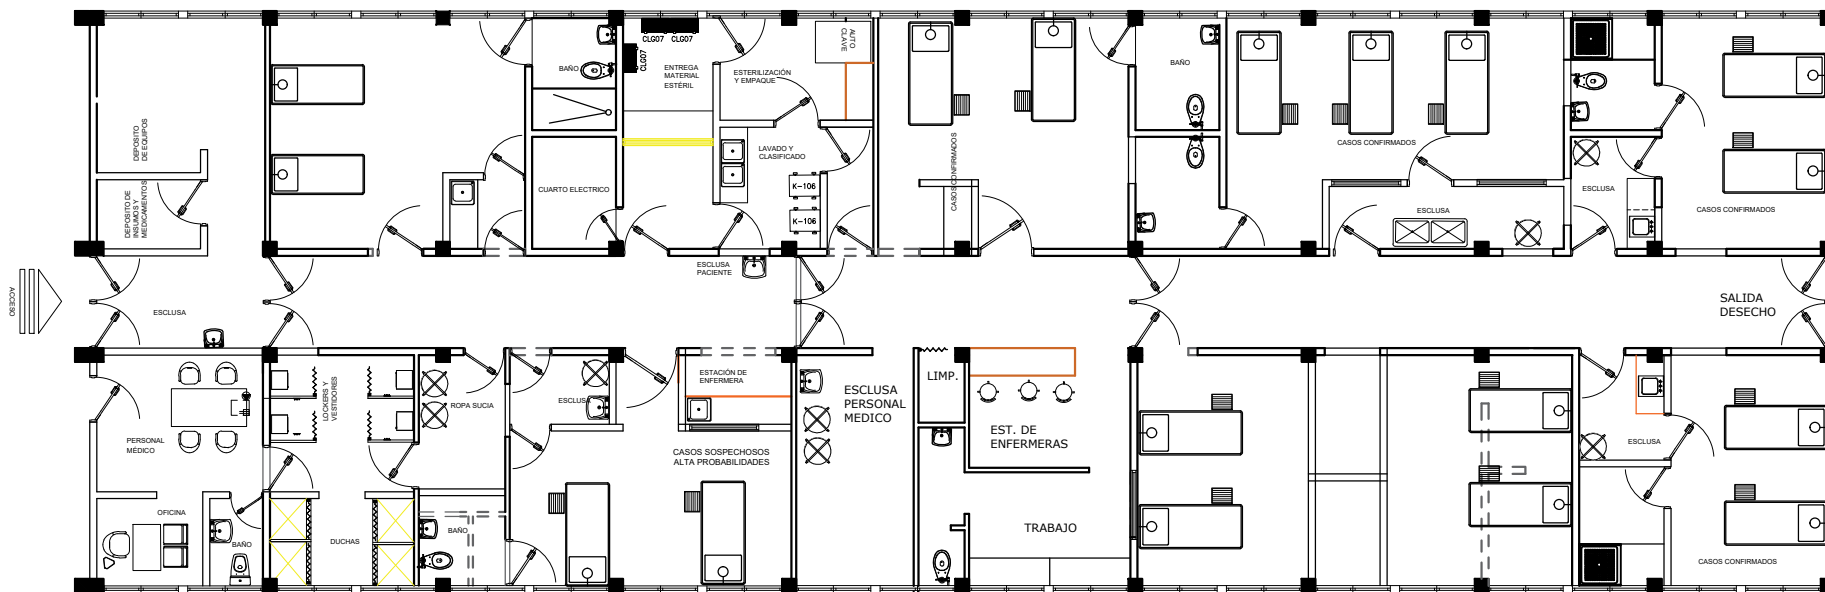 CLG07 CLG07
CLG07
AUTO
CLAVE
BAÑO
ENTREGA
MATERIAL
ESTÉRIL
ESTERILIZACIÓN
Y EMPAQUE
BAÑO
DEPOSITO
DE EQUIPOS
LAVADO Y
CLASIFICADO
CASOS CONFIRMADOS
CASOS CONFIRMADOS
CUARTO ELECTRICO
K-106
K-106
DEPOSITO DE
INSUMOS Y
MEDICAMENTOS
ESCLUSA
ESCLUSA
CASOS CONFIRMADOS
ESCLUSA
PACIENTE
ACCESO
ESCLUSA
SALIDA
DESECHO
LOCKERS Y
VESTIDORES
ROPA SUCIA
ESCLUSA
ESTACIÓN DE
ENFERMERA
ESCLUSA
PERSONAL
MEDICO
LIMP.
EST. DE
ENFERMERAS
PERSONAL
MÉDICO
CASOS SOSPECHOSOS
ALTA PROBABILIDADES
ESCLUSA
OFICINA
BAÑO
DUCHAS
BAÑO
TRABAJO
CASOS CONFIRMADOS